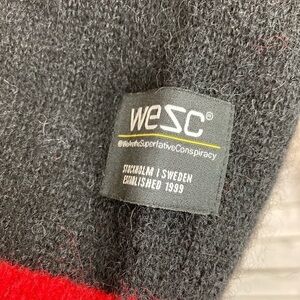 wesc®
@WeAretheSuperlativeConspiracy
STOCKHOLM | SWEDEN
ESTABLISHED 1999